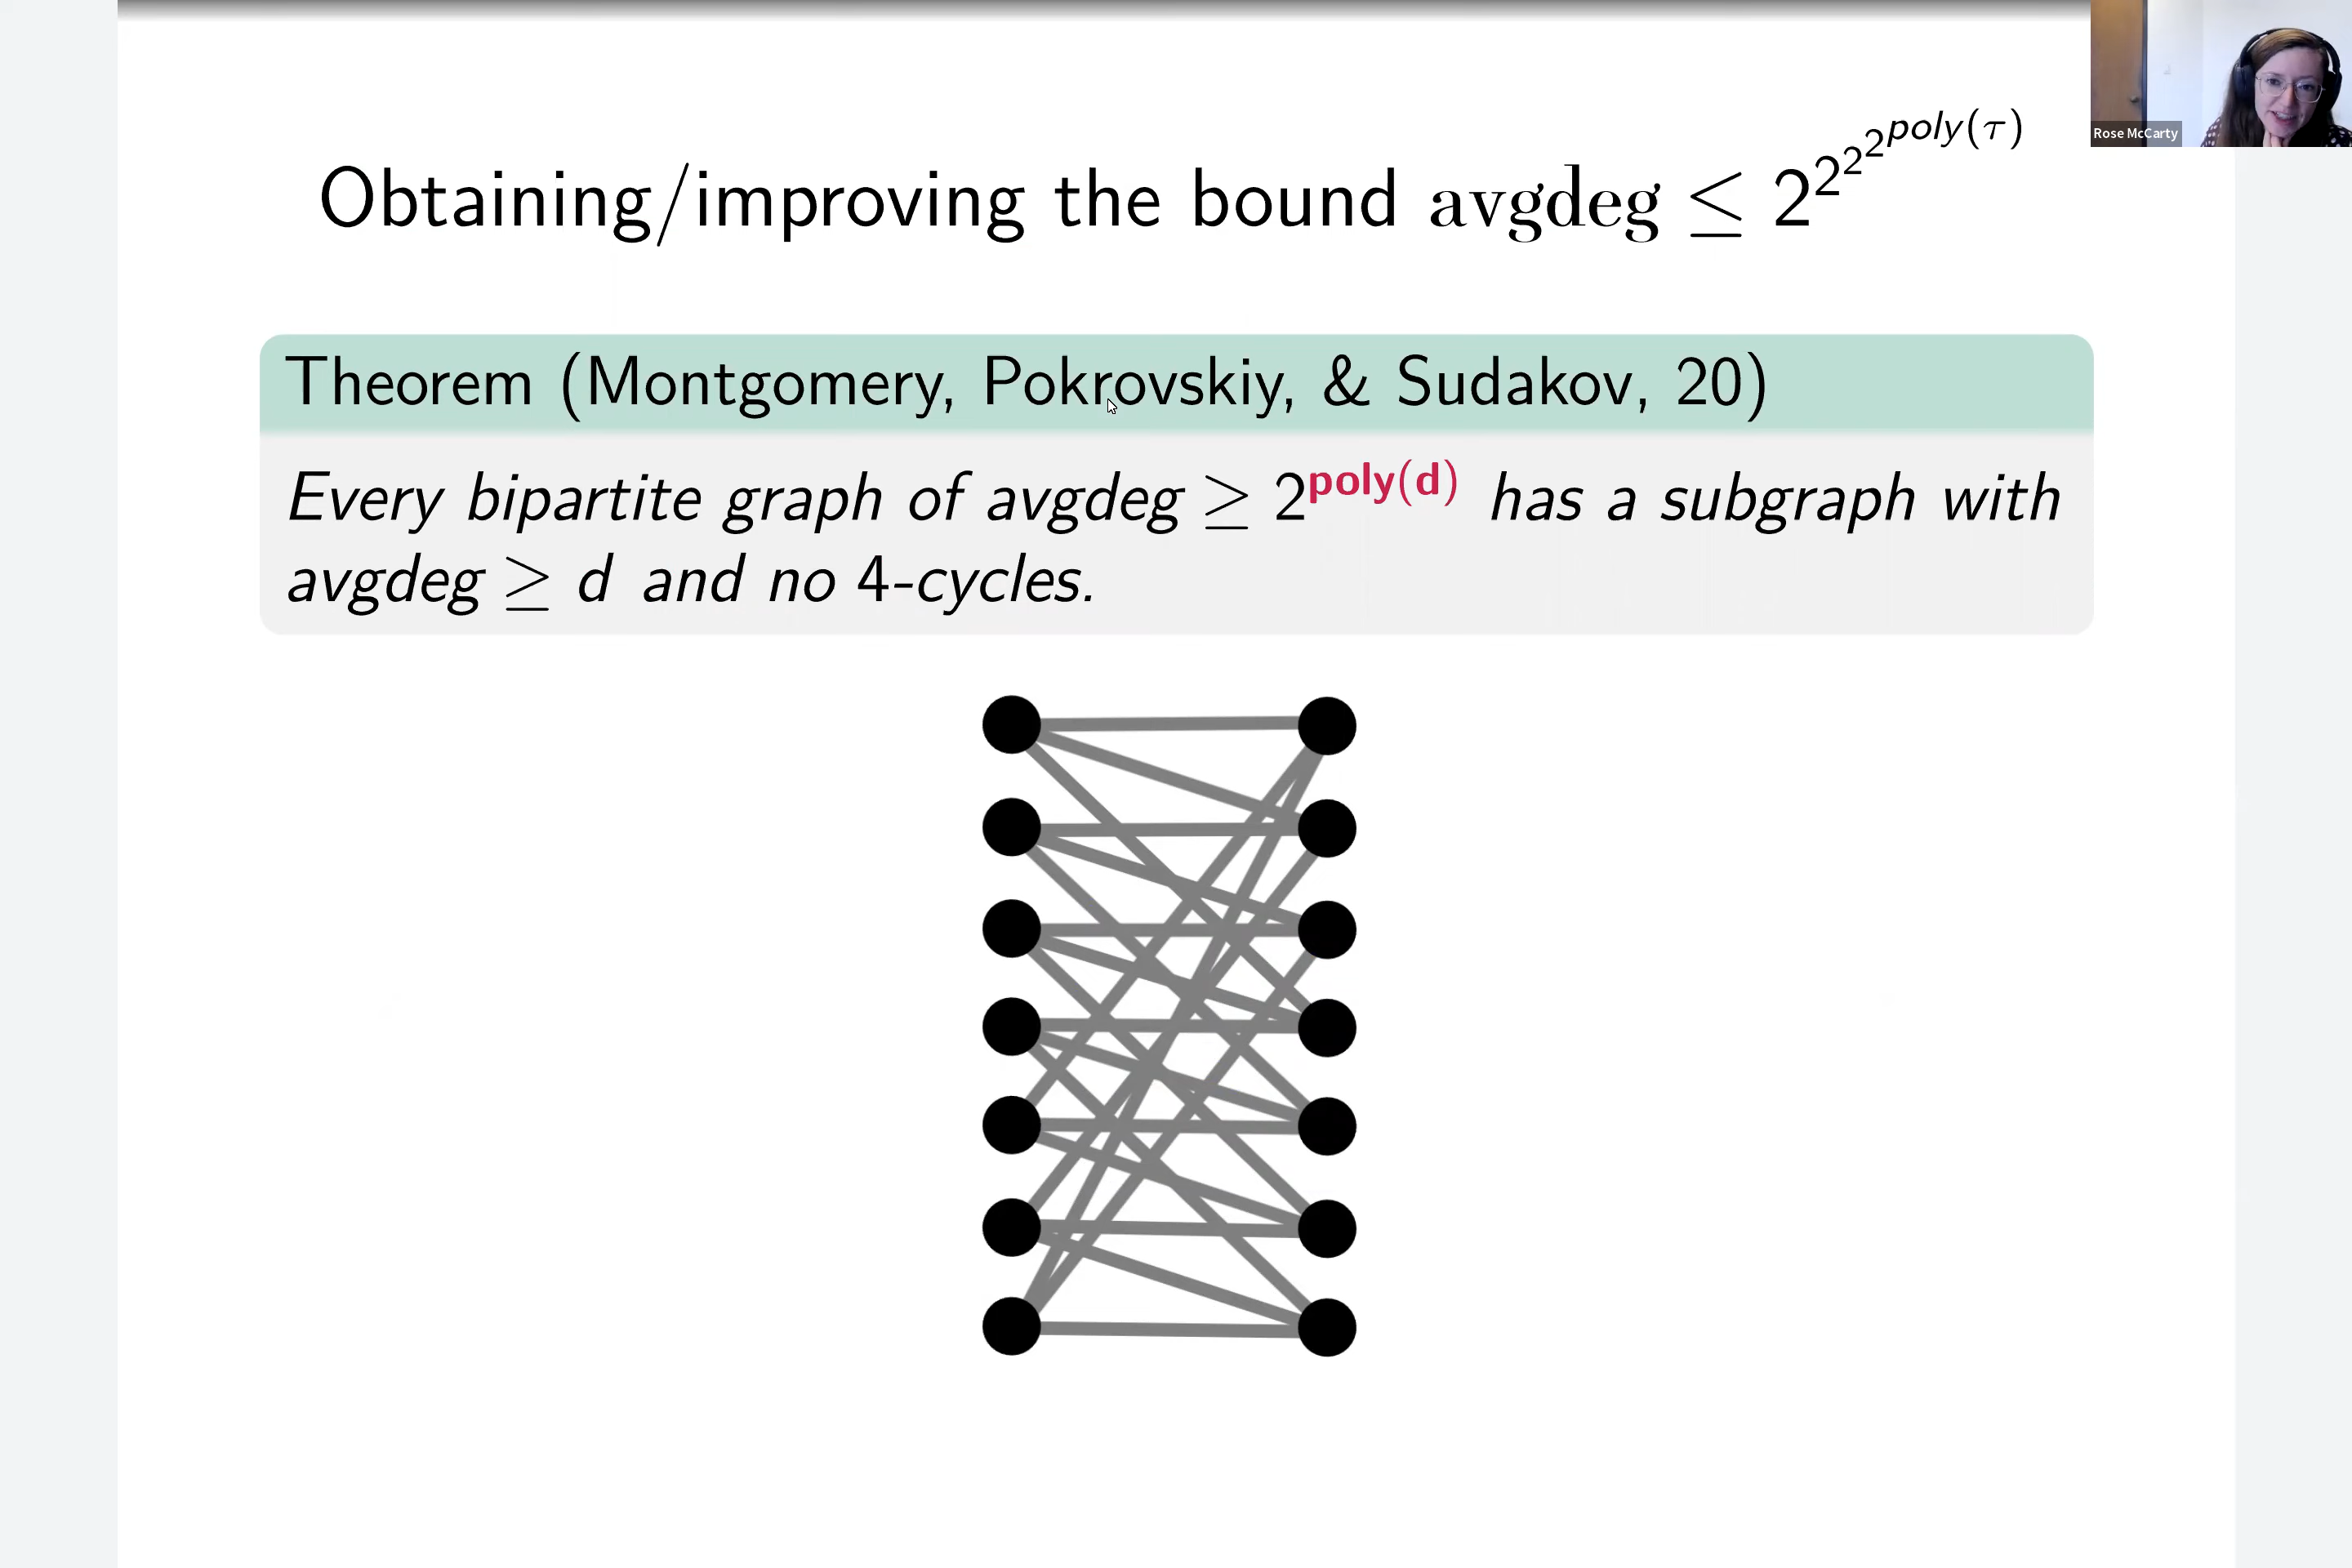 Obtaining/improving the bound avgdeg ≤ 2^{2^{2^{2^{2^{poly(τ)}}}}}
Rose McCarty
Theorem (Montgomery, Pokrovskiy, & Sudakov, 20)
Every bipartite graph of avgdeg ≥ 2^{poly(d)} has a subgraph with
avgdeg ≥ d and no 4-cycles.